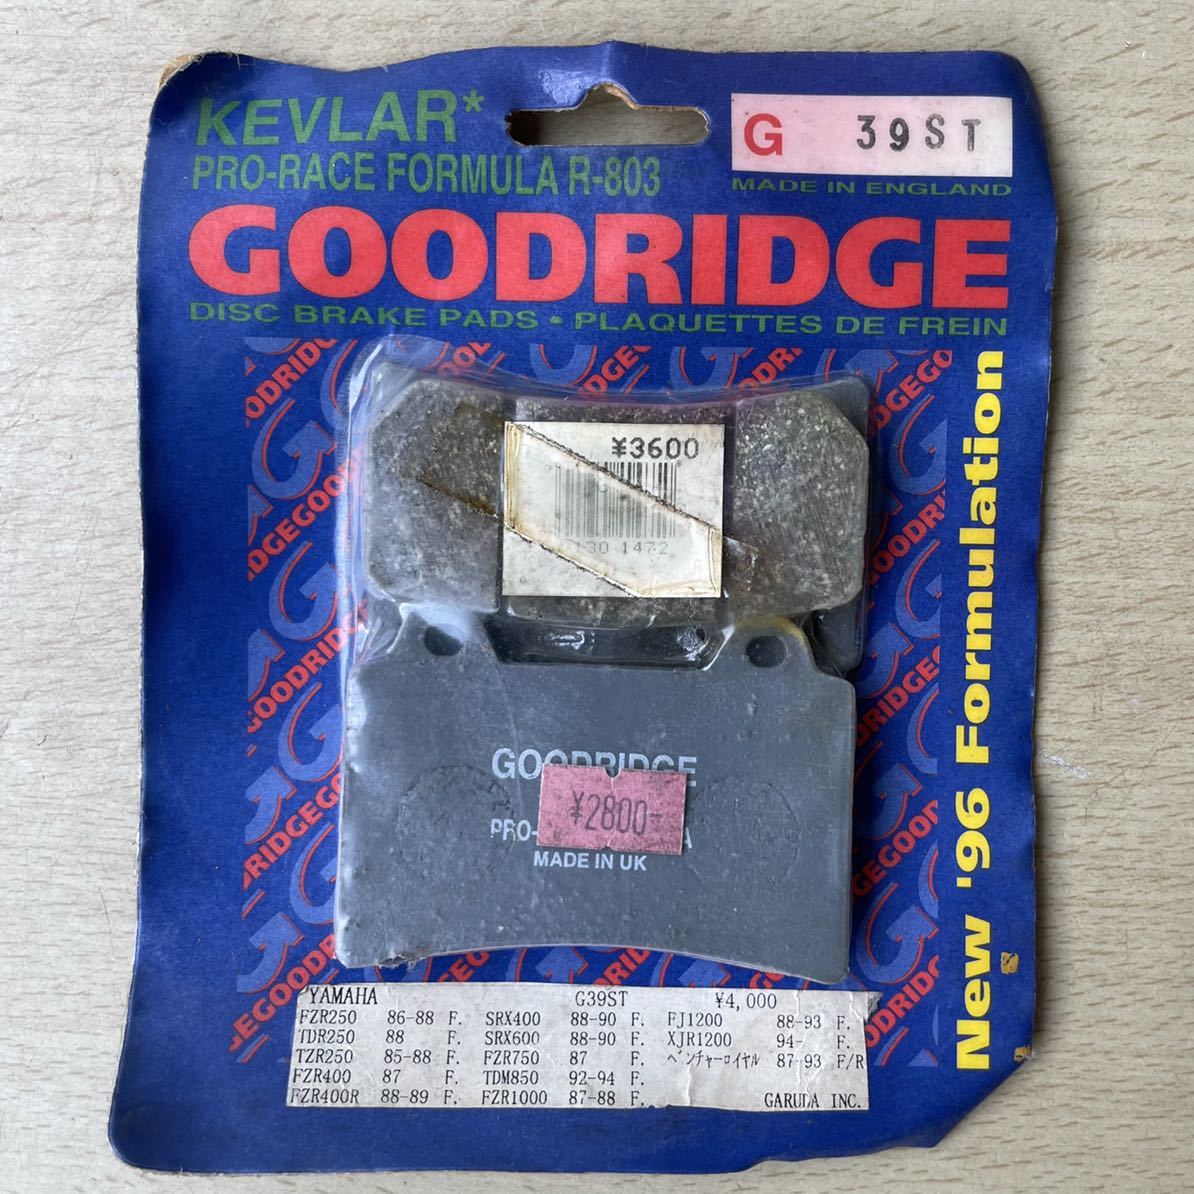 KEVLAR*
G 39ST
PRO-RACE FORMULA R-803
MADE IN ENGLAND
GOODRIDGE
DISC BRAKE PADS • PLAQUETTES DE FREIN
New '96 Formulation
¥3600
130 1472
GOODRIDGE
¥2800-
PRO-
MADE IN UK
YAMAHA G39ST ¥4,000
FZR250 86-88 F. SRX400 88-90 F. FJ1200 88-93 F.
TDR250 88 F. SRX600 88-90 F. XJR1200 94- F.
TZR250 85-88 F. FZR750 87 F. ベンチャーロイヤル 87-93 F/R
FZR400 87 F. TDM850 92-94 F.
FZR400R 88-89 F. FZR1000 87-88 F. GARUDA INC.